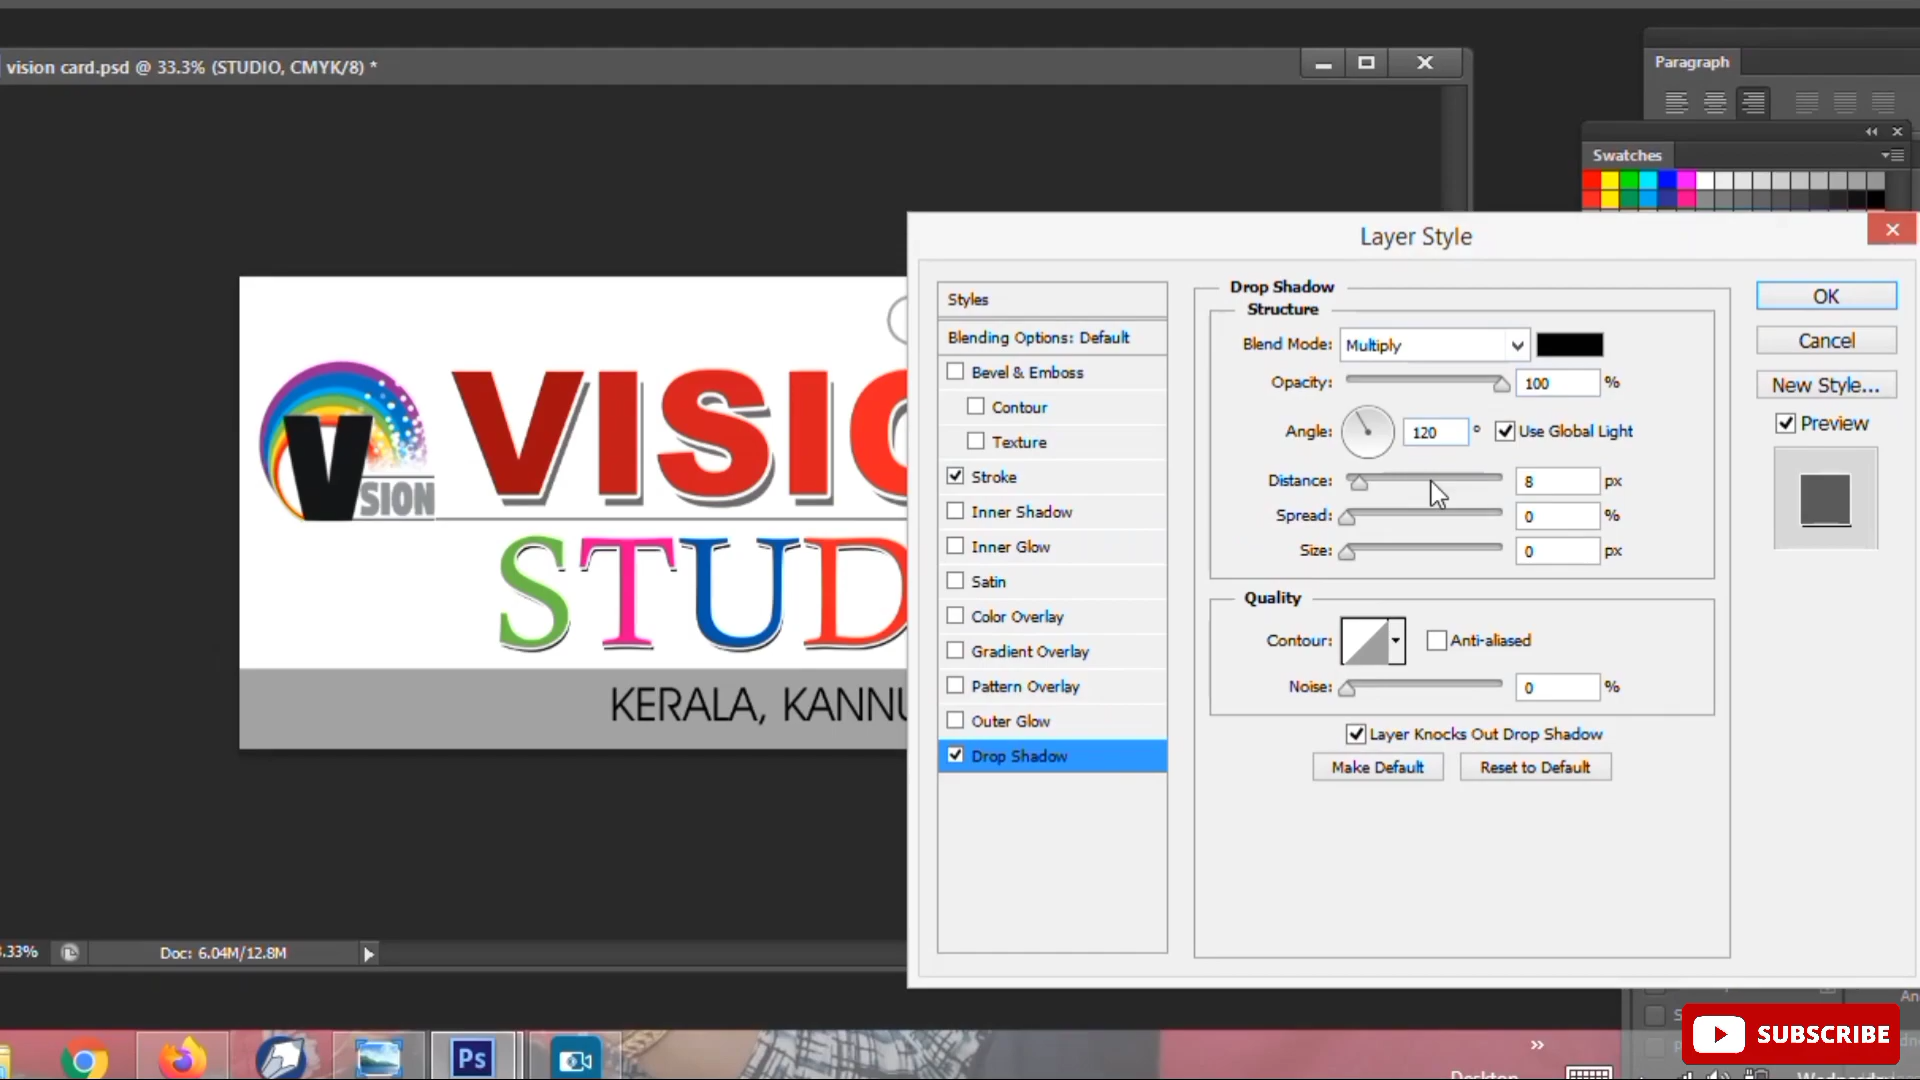 vision card.psd @ 33.3% (STUDIO, CMYK/8) *
Paragraph
Swatches
Layer Style
Styles
Blending Options: Default
Bevel & Emboss
Contour
Texture
Stroke
Inner Shadow
Inner Glow
Satin
Color Overlay
Gradient Overlay
Pattern Overlay
Outer Glow
Drop Shadow
Drop Shadow
Structure
Blend Mode: Multiply
Opacity: 100 %
Angle: 120 ° Use Global Light
Distance: 8 px
Spread: 0 %
Size: 0 px
Quality
Contour: Anti-aliased
Noise: 0 %
Layer Knocks Out Drop Shadow
Make Default Reset to Default
OK
Cancel
New Style...
Preview
VSION
VISIO
STUD
KERALA, KANNU
.33% Doc: 6.04M/12.8M
Ps
»
SUBSCRIBE